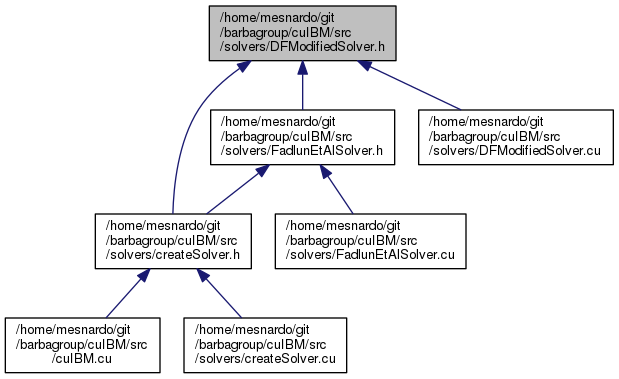 /home/mesnardo/git
/barbagroup/cuIBM/src
/solvers/DFModifiedSolver.h
/home/mesnardo/git
/barbagroup/cuIBM/src
/solvers/FadlunEtAlSolver.h
/home/mesnardo/git
/barbagroup/cuIBM/src
/solvers/DFModifiedSolver.cu
/home/mesnardo/git
/barbagroup/cuIBM/src
/solvers/createSolver.h
/home/mesnardo/git
/barbagroup/cuIBM/src
/solvers/FadlunEtAlSolver.cu
/home/mesnardo/git
/barbagroup/cuIBM/src
/cuIBM.cu
/home/mesnardo/git
/barbagroup/cuIBM/src
/solvers/createSolver.cu